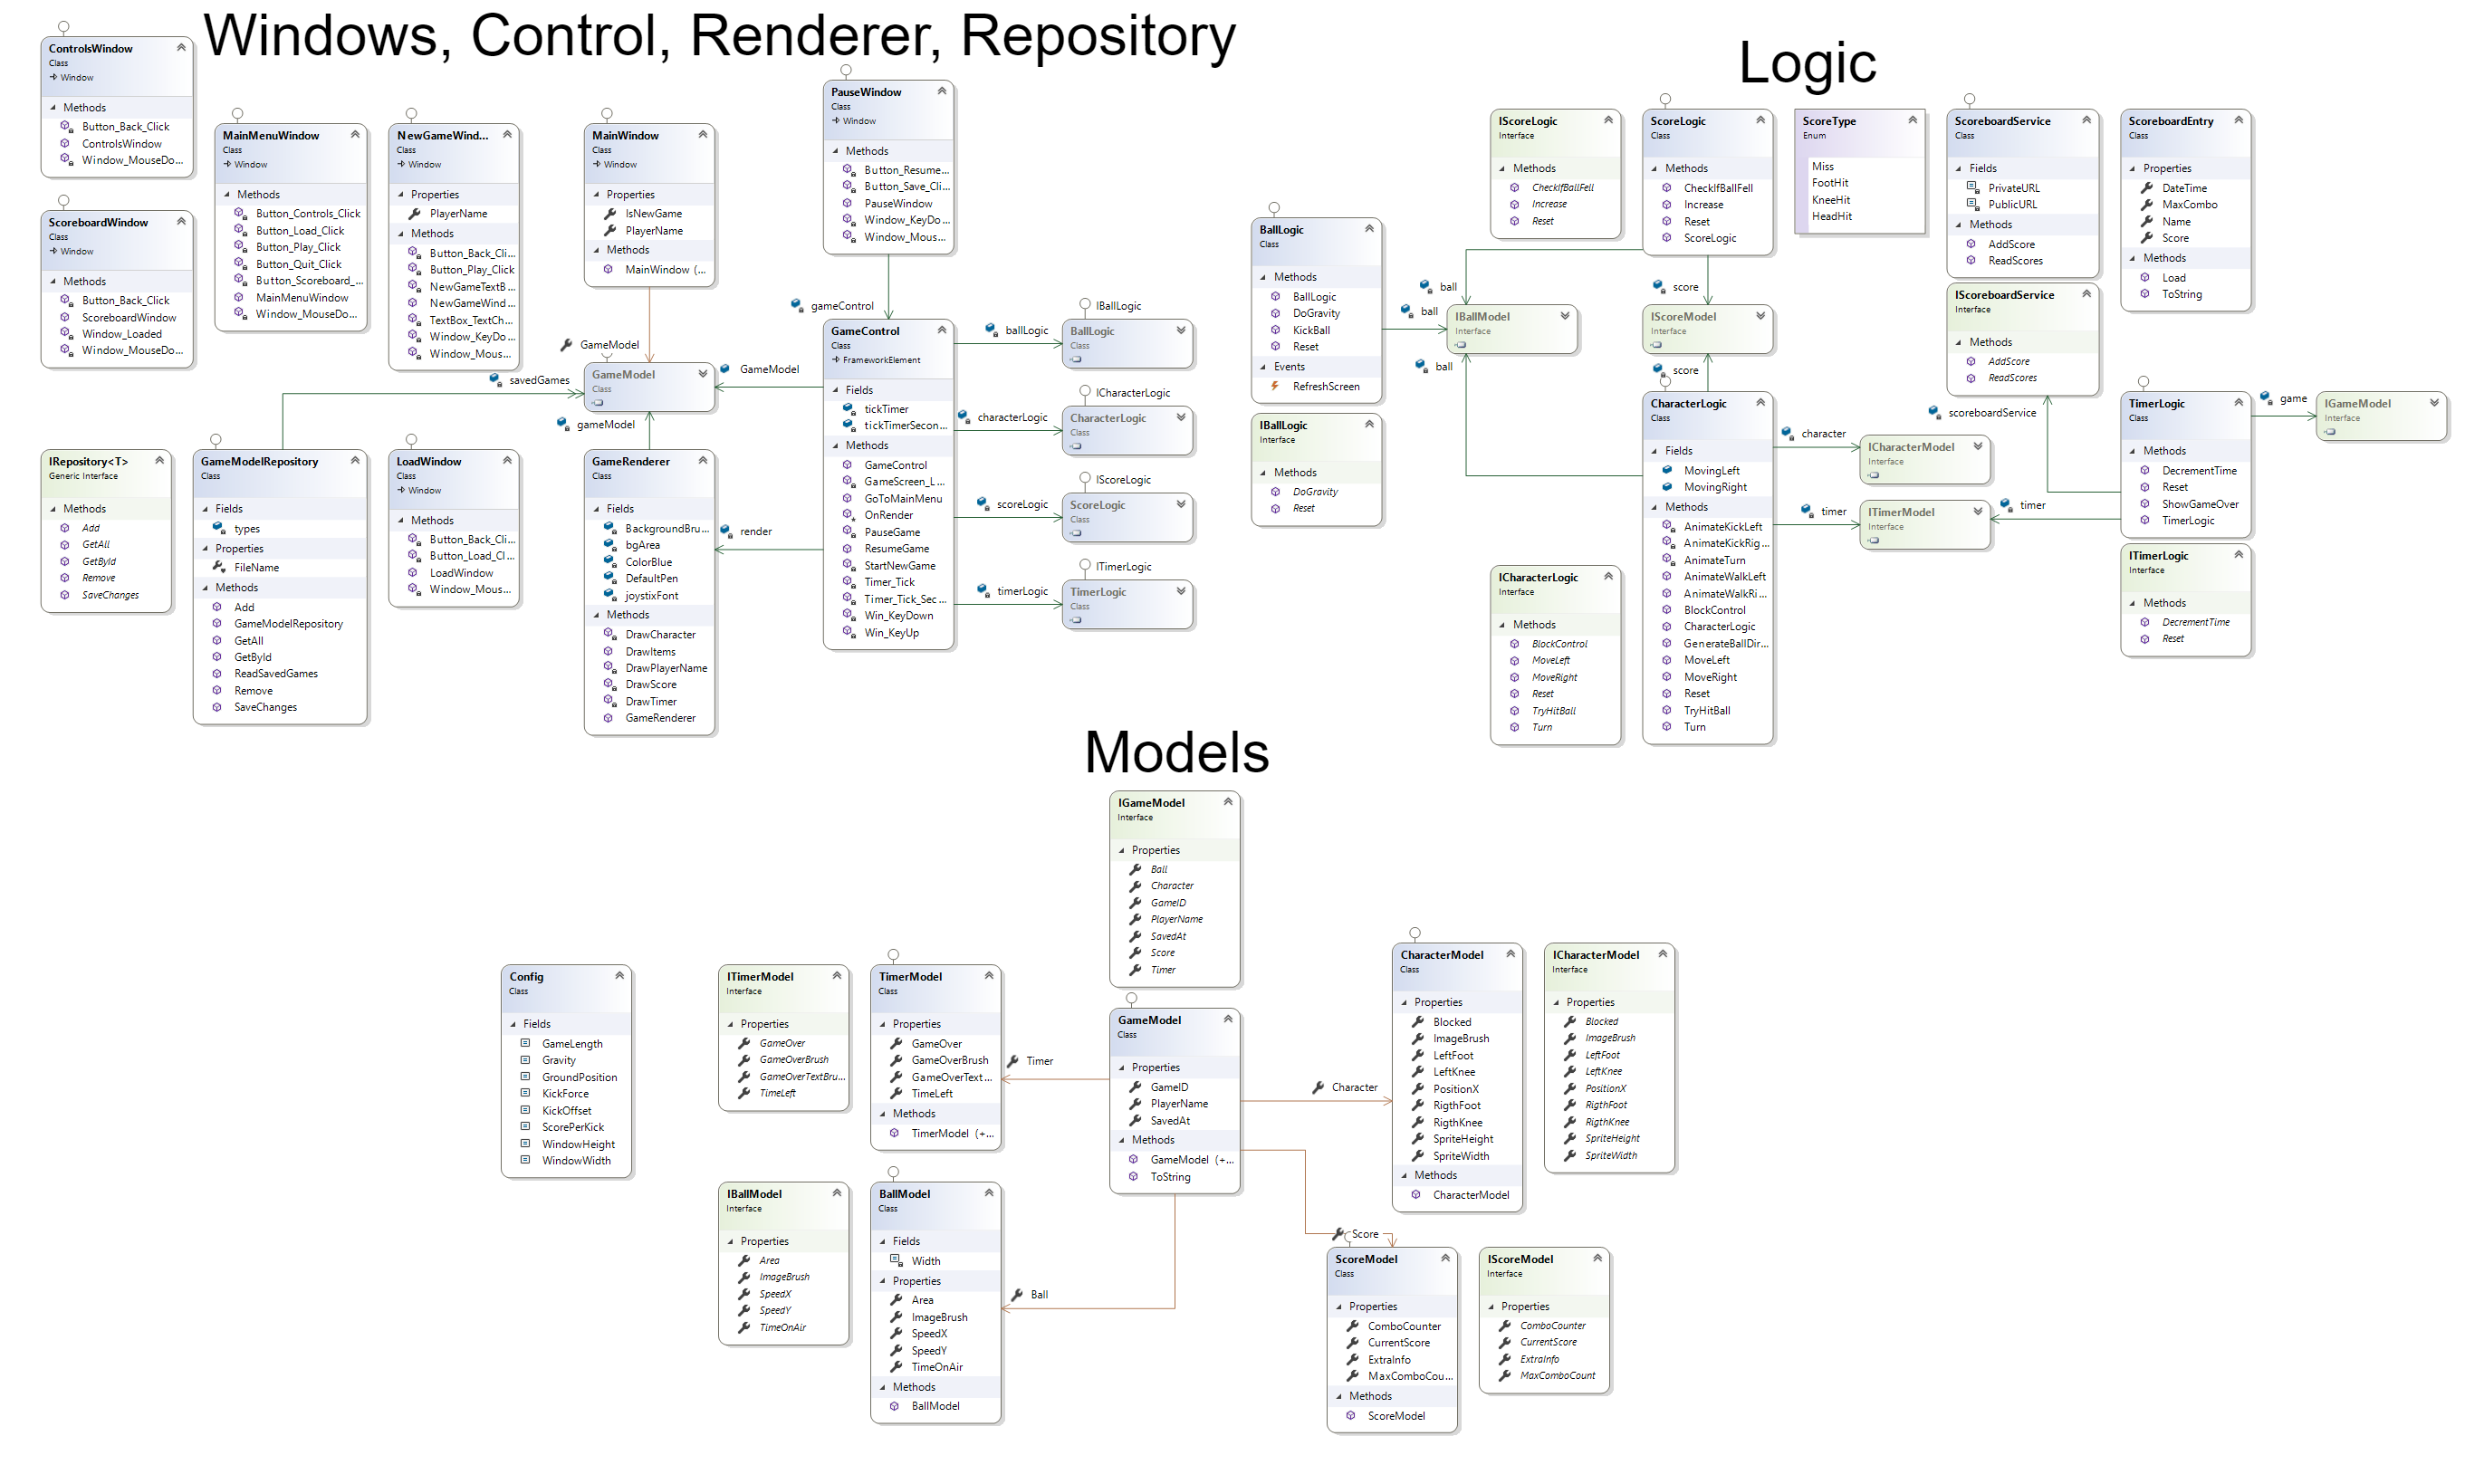 Windows, Control, Renderer, Repository
ControlsWindow
Class
Window
Methods
Button_Back_Click
ControlsWindow
Window_MouseDo...
ScoreboardWindow
Class
Window
Methods
Button_Back_Click
ScoreboardWindow
Window_Loaded
Window_MouseDo...
MainMenuWindow
Class
Window
Methods
Button_Controls_Click
Button_Load_Click
Button_Play_Click
Button_Quit_Click
Button_Scoreboard_...
MainMenuWindow
Window_MouseDo...
NewGameWind...
Class
Window
Properties
PlayerName
Methods
Button_Back_Cli...
Button_Play_Click
NewGameTextB...
NewGameWind...
TextBox_TextCh...
Window_KeyDo...
Window_Mous...
MainWindow
Class
Window
Properties
IsNewGame
PlayerName
Methods
MainWindow (...
PauseWindow
Class
Window
Methods
Button_Resume...
Button_Save_Cli...
PauseWindow
Window_KeyDo...
Window_Mous...
gameControl
GameModel
GameModel
Class
GameModel
savedGames
gameModel
GameControl
Class
FrameworkElement
Fields
tickTimer
tickTimerSecon...
Methods
GameControl
GameScreen_L...
GoToMainMenu
OnRender
PauseGame
ResumeGame
StartNewGame
Timer_Tick
Timer_Tick_Sec...
Win_KeyDown
Win_KeyUp
ballLogic
IBallLogic
BallLogic
Class
characterLogic
ICharacterLogic
CharacterLogic
Class
scoreLogic
IScoreLogic
ScoreLogic
Class
timerLogic
ITimerLogic
TimerLogic
Class
render
IRepository<T>
Generic Interface
Methods
Add
GetAll
GetById
Remove
SaveChanges
GameModelRepository
Class
Fields
types
Properties
FileName
Methods
Add
GameModelRepository
GetAll
GetById
ReadSavedGames
Remove
SaveChanges
LoadWindow
Class
Window
Methods
Button_Back_Cli...
Button_Load_Cl...
LoadWindow
Window_Mous...
GameRenderer
Class
Fields
BackgroundBru...
bgArea
ColorBlue
DefaultPen
joystixFont
Methods
DrawCharacter
DrawItems
DrawPlayerName
DrawScore
DrawTimer
GameRenderer
Logic
BallLogic
Class
Methods
BallLogic
DoGravity
KickBall
Reset
Events
RefreshScreen
IBallLogic
Interface
Methods
DoGravity
Reset
IScoreLogic
Interface
Methods
CheckIfBallFell
Increase
Reset
ScoreLogic
Class
Methods
CheckIfBallFell
Increase
Reset
ScoreLogic
ScoreType
Enum
Miss
FootHit
KneeHit
HeadHit
ScoreboardService
Class
Fields
PrivateURL
PublicURL
Methods
AddScore
ReadScores
IScoreboardService
Interface
Methods
AddScore
ReadScores
ScoreboardEntry
Class
Properties
DateTime
MaxCombo
Name
Score
Methods
Load
ToString
ball
ball
ball
IBallModel
Interface
score
IScoreModel
Interface
score
CharacterLogic
Class
Fields
MovingLeft
MovingRight
Methods
AnimateKickLeft
AnimateKickRig...
AnimateTurn
AnimateWalkLeft
AnimateWalkRi...
BlockControl
CharacterLogic
GenerateBallDir...
MoveLeft
MoveRight
Reset
TryHitBall
Turn
ICharacterLogic
Interface
Methods
BlockControl
MoveLeft
MoveRight
Reset
TryHitBall
Turn
character
ICharacterModel
Interface
timer
ITimerModel
Interface
timer
scoreboardService
TimerLogic
Class
Methods
DecrementTime
Reset
ShowGameOver
TimerLogic
game
IGameModel
Interface
ITimerLogic
Interface
Methods
DecrementTime
Reset
Models
IGameModel
Interface
Properties
Ball
Character
GameID
PlayerName
SavedAt
Score
Timer
Config
Class
Fields
GameLength
Gravity
GroundPosition
KickForce
KickOffset
ScorePerKick
WindowHeight
WindowWidth
ITimerModel
Interface
Properties
GameOver
GameOverBrush
GameOverTextBru...
TimeLeft
TimerModel
Class
Properties
GameOver
GameOverBrush
GameOverText...
TimeLeft
Methods
TimerModel (+...
Timer
GameModel
Class
Properties
GameID
PlayerName
SavedAt
Methods
GameModel (+...
ToString
Character
CharacterModel
Class
Properties
Blocked
ImageBrush
LeftFoot
LeftKnee
PositionX
RigthFoot
RigthKnee
SpriteHeight
SpriteWidth
Methods
CharacterModel
ICharacterModel
Interface
Properties
Blocked
ImageBrush
LeftFoot
LeftKnee
PositionX
RigthFoot
RigthKnee
SpriteHeight
SpriteWidth
IBallModel
Interface
Properties
Area
ImageBrush
SpeedX
SpeedY
TimeOnAir
BallModel
Class
Fields
Width
Properties
Area
ImageBrush
SpeedX
SpeedY
TimeOnAir
Methods
BallModel
Ball
Score
ScoreModel
Class
Properties
ComboCounter
CurrentScore
ExtraInfo
MaxComboCou...
Methods
ScoreModel
IScoreModel
Interface
Properties
ComboCounter
CurrentScore
ExtraInfo
MaxComboCount